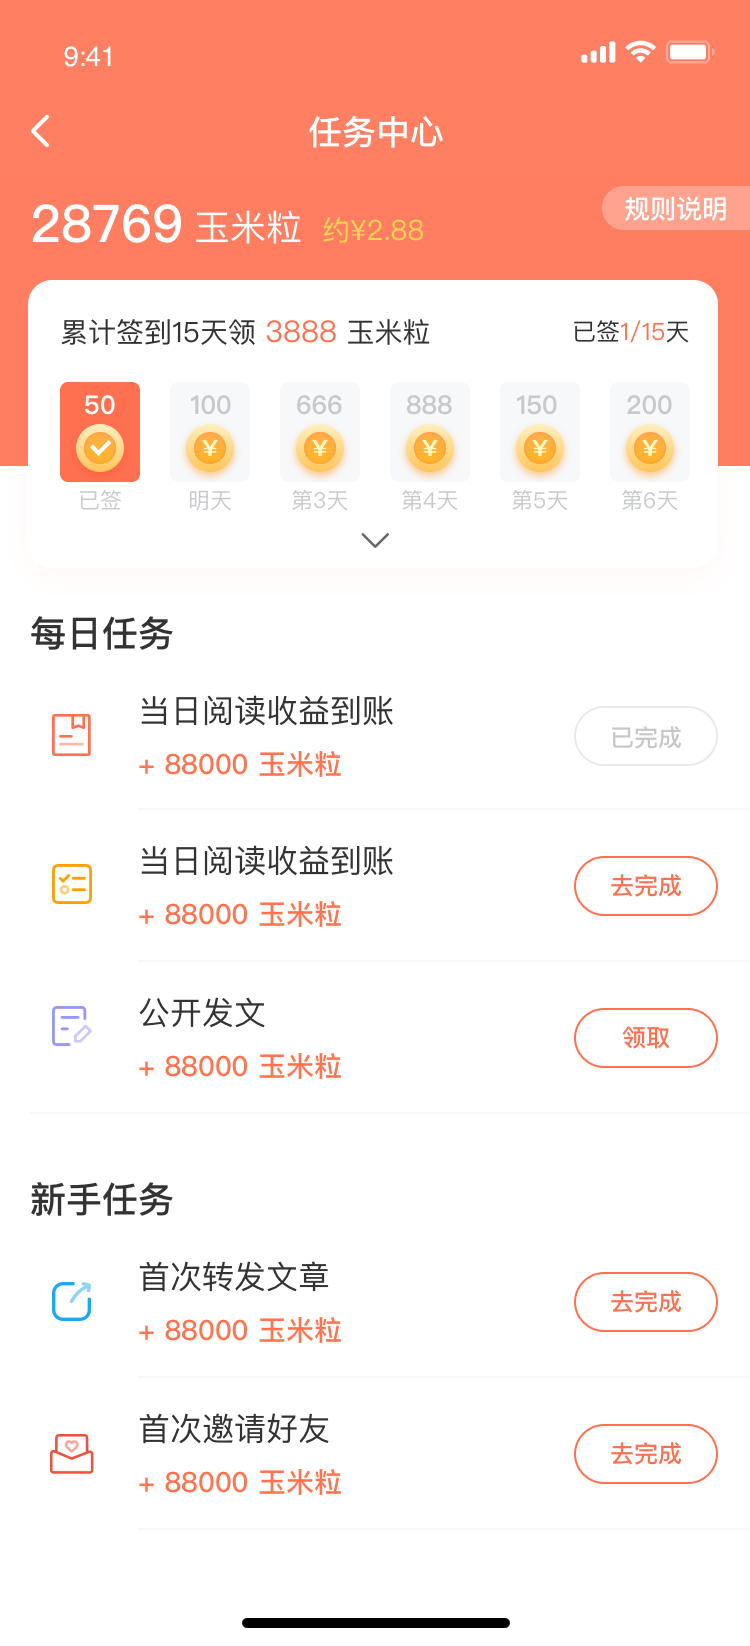 9:41
任务中心
28769 玉米粒 约¥2.88
规则说明
累计签到15天领 3888 玉米粒
已签1/15天
50 100 666 888 150 200
¥ ¥ ¥ ¥ ¥
已签 明天 第3天 第4天 第5天 第6天
每日任务
当日阅读收益到账
+ 88000 玉米粒
已完成
当日阅读收益到账
+ 88000 玉米粒
去完成
公开发文
+ 88000 玉米粒
领取
新手任务
首次转发文章
+ 88000 玉米粒
去完成
首次邀请好友
+ 88000 玉米粒
去完成